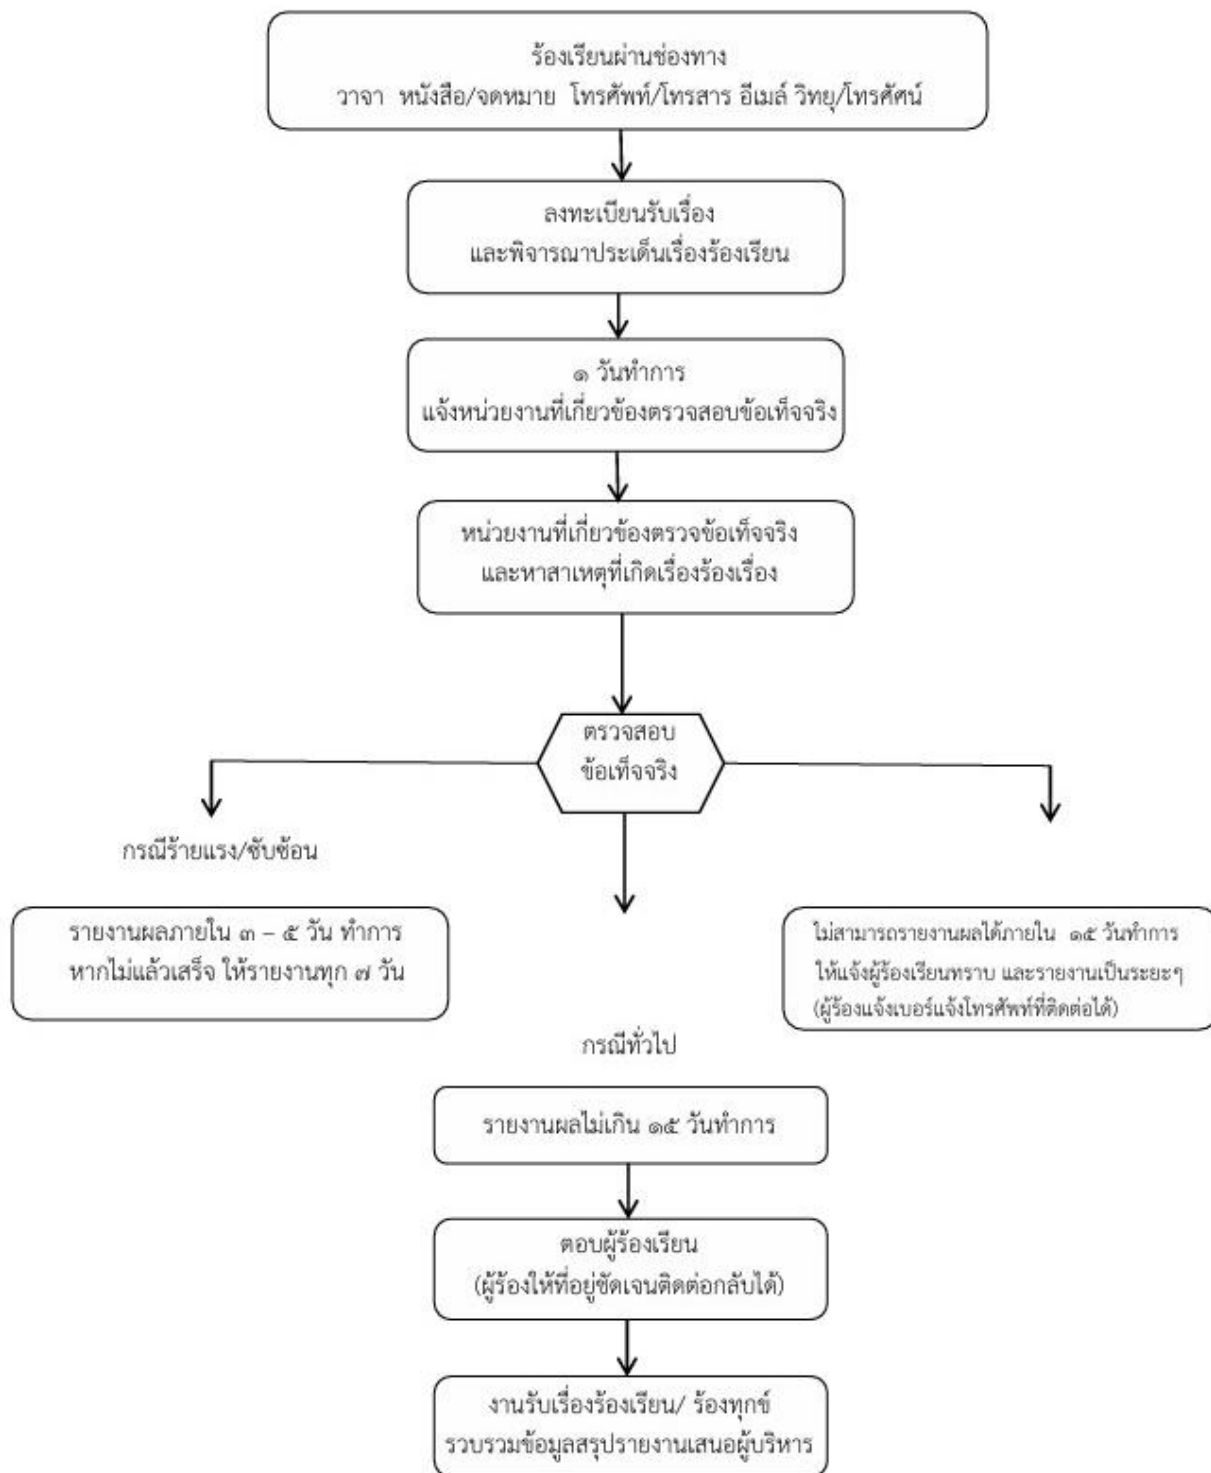 ร้องเรียนผ่านช่องทาง
วาจา หนังสือ/จดหมาย โทรศัพท์/โทรสาร อีเมล์ วิทยุ/โทรศัศน์
ลงทะเบียนรับเรื่อง
และพิจารณาประเด็นเรื่องร้องเรียน
๑ วันทำการ
แจ้งหน่วยงานที่เกี่ยวข้องตรวจสอบข้อเท็จจริง
หน่วยงานที่เกี่ยวข้องตรวจข้อเท็จจริง
และหาสาเหตุที่เกิดเรื่องร้องเรื่อง
ตรวจสอบ
ข้อเท็จจริง
กรณีร้ายแรง/ซับซ้อน
รายงานผลภายใน ๓ – ๕ วัน ทำการ
หากไม่แล้วเสร็จ ให้รายงานทุก ๗ วัน
ไม่สามารถรายงานผลได้ภายใน ๑๕ วันทำการ
ให้แจ้งผู้ร้องเรียนทราบ และรายงานเป็นระยะๆ
(ผู้ร้องแจ้งเบอร์แจ้งโทรศัพท์ที่ติดต่อได้)
กรณีทั่วไป
รายงานผลไม่เกิน ๑๕ วันทำการ
ตอบผู้ร้องเรียน
(ผู้ร้องให้ที่อยู่ชัดเจนติดต่อกลับได้)
งานรับเรื่องร้องเรียน/ ร้องทุกข์
รวบรวมข้อมูลสรุปรายงานเสนอผู้บริหาร